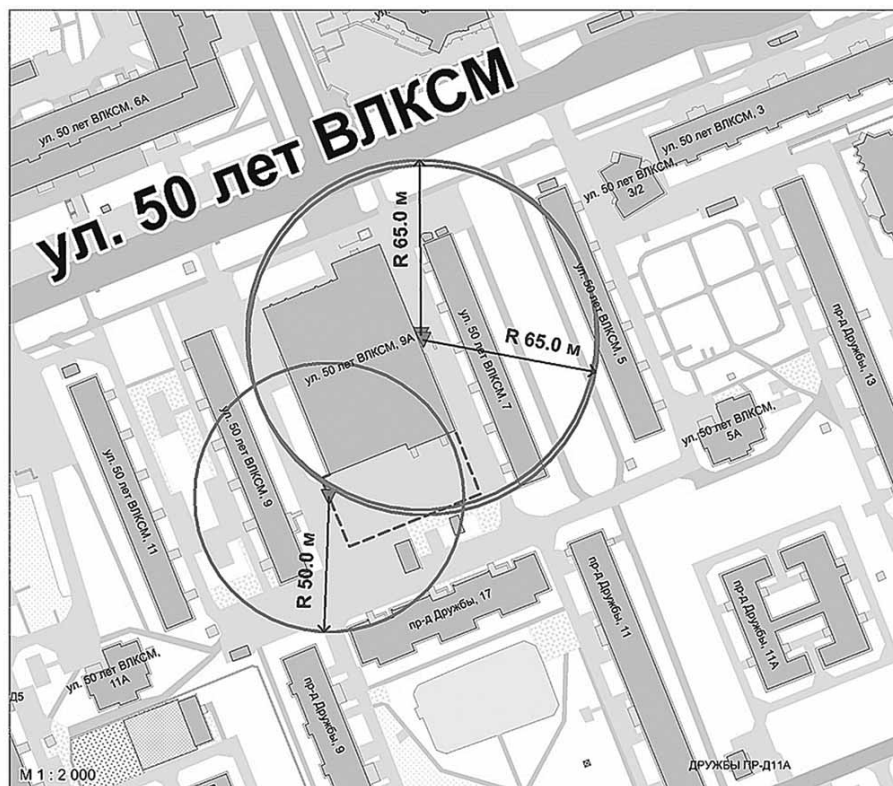 ул. 50 лет ВЛКСМ, 6А
ул. 50 лет ВЛКСМ
ул. 50 лет ВЛКСМ, 3
ул. 50 лет ВЛКСМ,
3/2
R 65.0 м
R 65.0 м
ул. 50 лет ВЛКСМ, 5
ул. 50 лет ВЛКСМ, 9А
ул. 50 лет ВЛКСМ, 7
пр-д Дружбы, 13
ул. 50 лет ВЛКСМ,
5А
ул. 50 лет ВЛКСМ, 9
ул. 50 лет ВЛКСМ, 11
R 50.0 м
пр-д Дружбы, 17
пр-д Дружбы, 11
пр-д Дружбы, 11А
ул. 50 лет ВЛКСМ,
11А
Д5
пр-д Дружбы, 9
М 1 : 2 000
ДРУЖБЫ ПР-Д11А